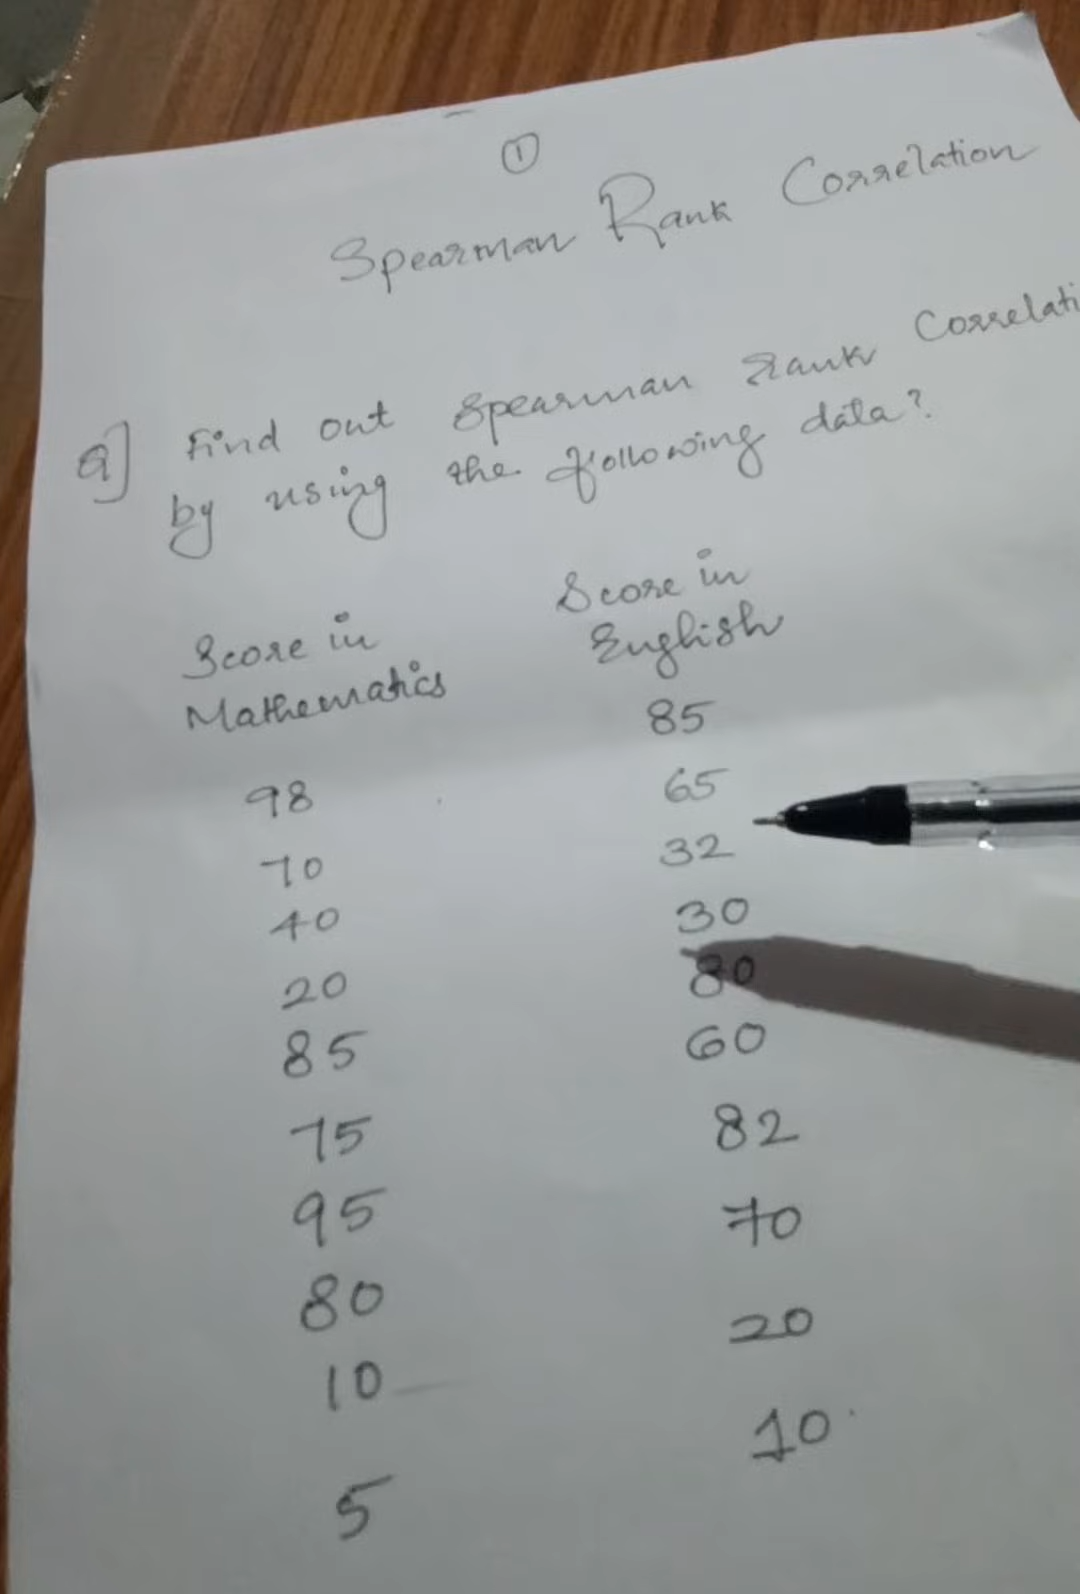 1
Spearman Rank Correlation
Q] Find out Spearman Rank Correlati
by using the following data?
Score in Mathematics Score in English
98 85
70 65
40 32
20 30
85 80
75 60
95 82
80 70
10 20
5 10